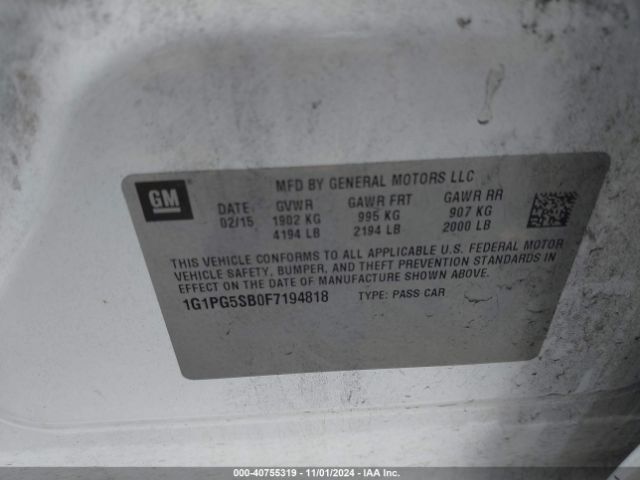 GM
MFD BY GENERAL MOTORS LLC
DATE GVWR GAWR FRT GAWR RR
02/15 1902 KG 995 KG 907 KG
4194 LB 2194 LB 2000 LB
THIS VEHICLE CONFORMS TO ALL APPLICABLE U.S. FEDERAL MOTOR
VEHICLE SAFETY, BUMPER, AND THEFT PREVENTION STANDARDS IN
EFFECT ON THE DATE OF MANUFACTURE SHOWN ABOVE.
1G1PG5SB0F7194818 TYPE: PASS CAR
000-40755319 - 11/01/2024 - IAA Inc.